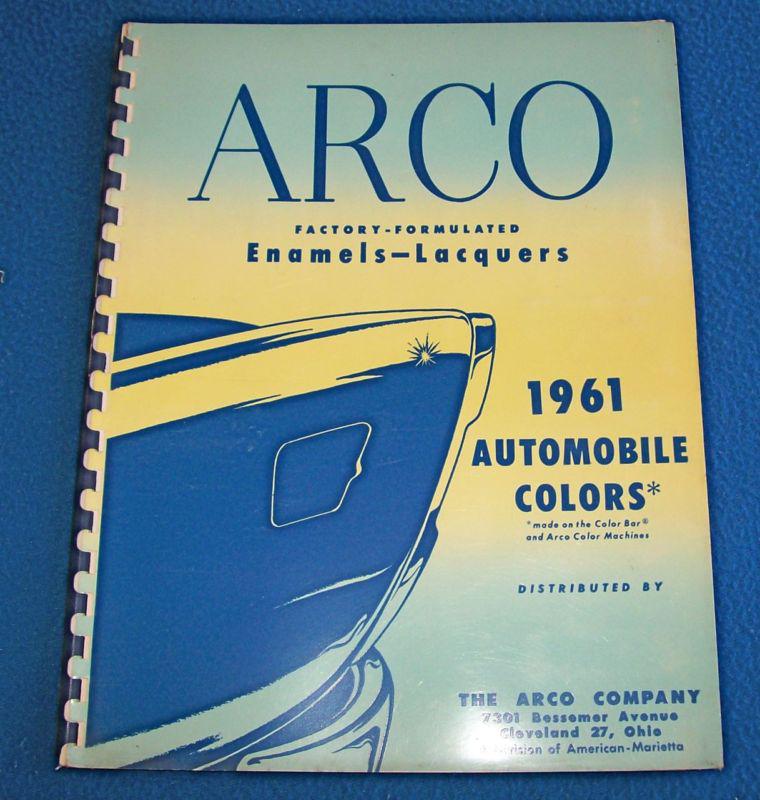 ARCO
FACTORY-FORMULATED
Enamels—Lacquers
1961
AUTOMOBILE
COLORS*
*made on the Color Bar®
and Arco Color Machines
DISTRIBUTED BY
THE ARCO COMPANY
7301 Bessemer Avenue
Cleveland 27, Ohio
Division of American-Marietta